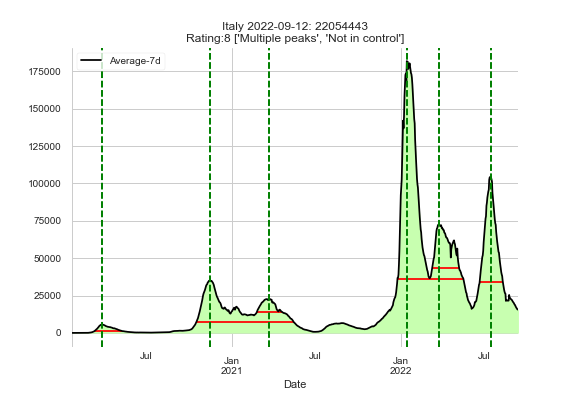 Italy 2022-09-12: 22054443
Rating:8 ['Multiple peaks', 'Not in control']
Average-7d
175000
150000
125000
100000
75000
50000
25000
0
Jul
Jan
2021
Jul
Jan
2022
Jul
Date